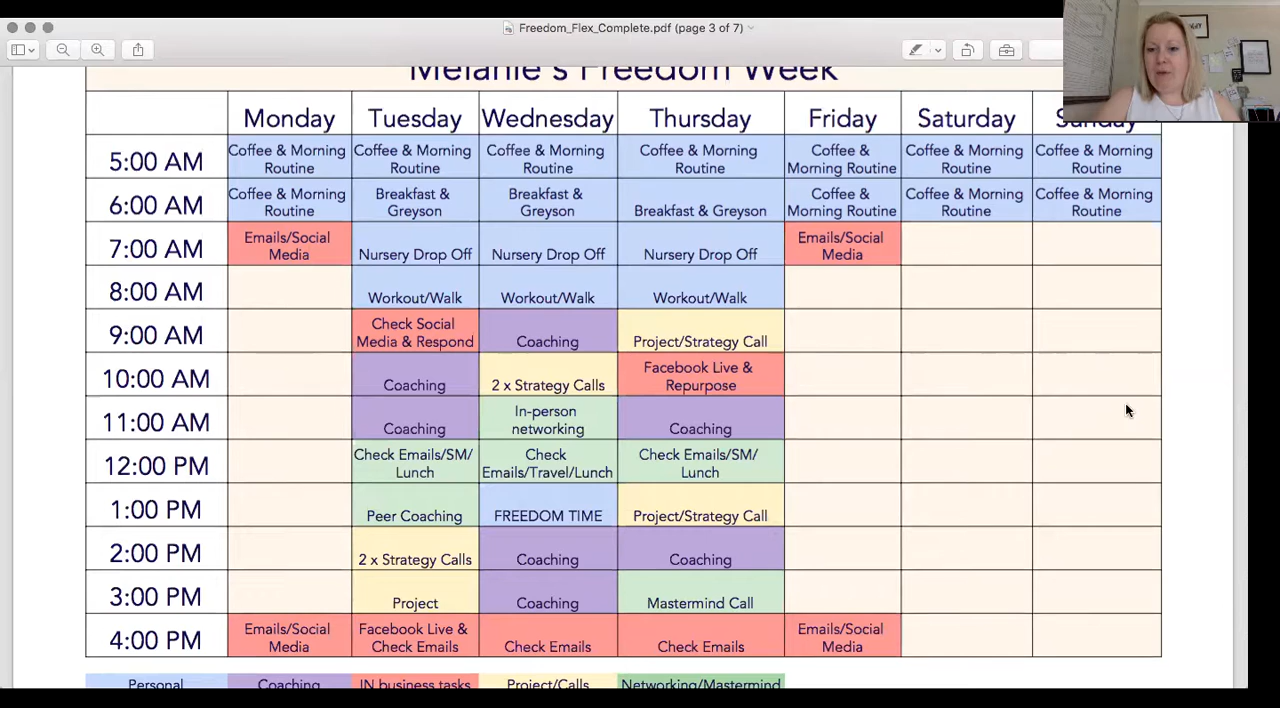 Freedom_Flex_Complete.pdf (page 3 of 7)
Melanie's Freedom Week
Monday Tuesday Wednesday Thursday Friday Saturday Sunday
5:00 AM
Coffee & Morning Routine
Coffee & Morning Routine
Coffee & Morning Routine
Coffee & Morning Routine
Coffee & Morning Routine
Coffee & Morning Routine
Coffee & Morning Routine
6:00 AM
Coffee & Morning Routine
Breakfast & Greyson
Breakfast & Greyson
Breakfast & Greyson
Coffee & Morning Routine
Coffee & Morning Routine
Coffee & Morning Routine
7:00 AM
Emails/Social Media
Nursery Drop Off
Nursery Drop Off
Nursery Drop Off
Emails/Social Media
8:00 AM
Workout/Walk
Workout/Walk
Workout/Walk
9:00 AM
Check Social Media & Respond
Coaching
Project/Strategy Call
10:00 AM
Coaching
2 x Strategy Calls
Facebook Live & Repurpose
11:00 AM
Coaching
In-person networking
Coaching
12:00 PM
Check Emails/SM/ Lunch
Check Emails/Travel/Lunch
Check Emails/SM/ Lunch
1:00 PM
Peer Coaching
FREEDOM TIME
Project/Strategy Call
2:00 PM
2 x Strategy Calls
Coaching
Coaching
3:00 PM
Project
Coaching
Mastermind Call
4:00 PM
Emails/Social Media
Facebook Live & Check Emails
Check Emails
Check Emails
Emails/Social Media
Personal Coaching IN business tasks Project/Calls Networking/Mastermind